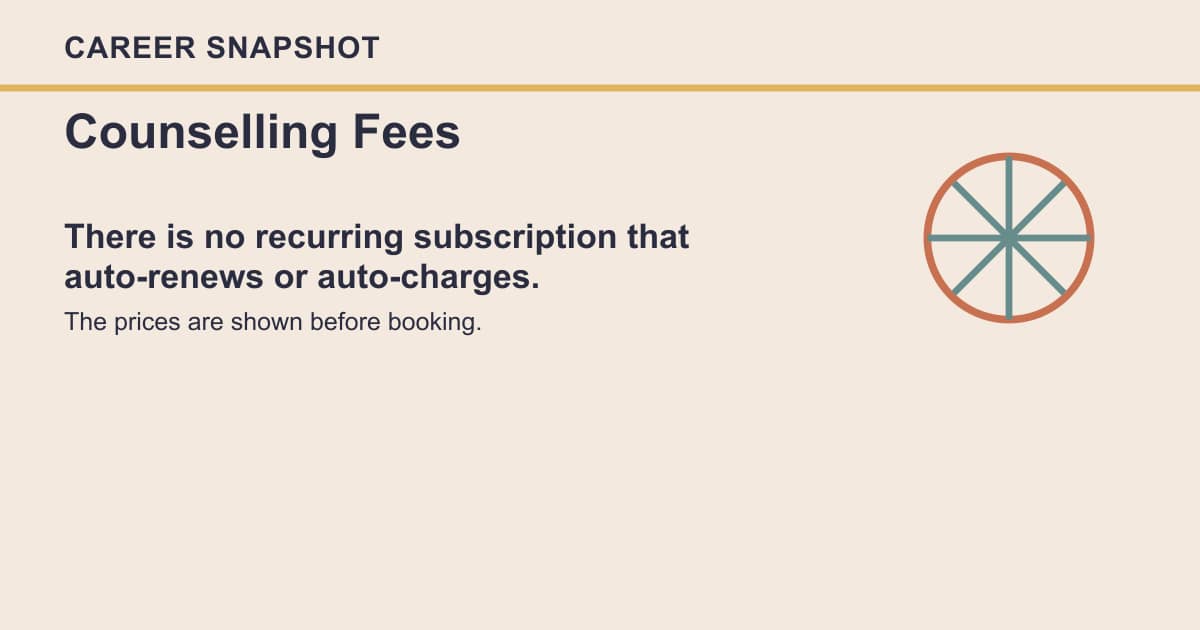 CAREER SNAPSHOT
Counselling Fees
There is no recurring subscription that
auto-renews or auto-charges.
The prices are shown before booking.